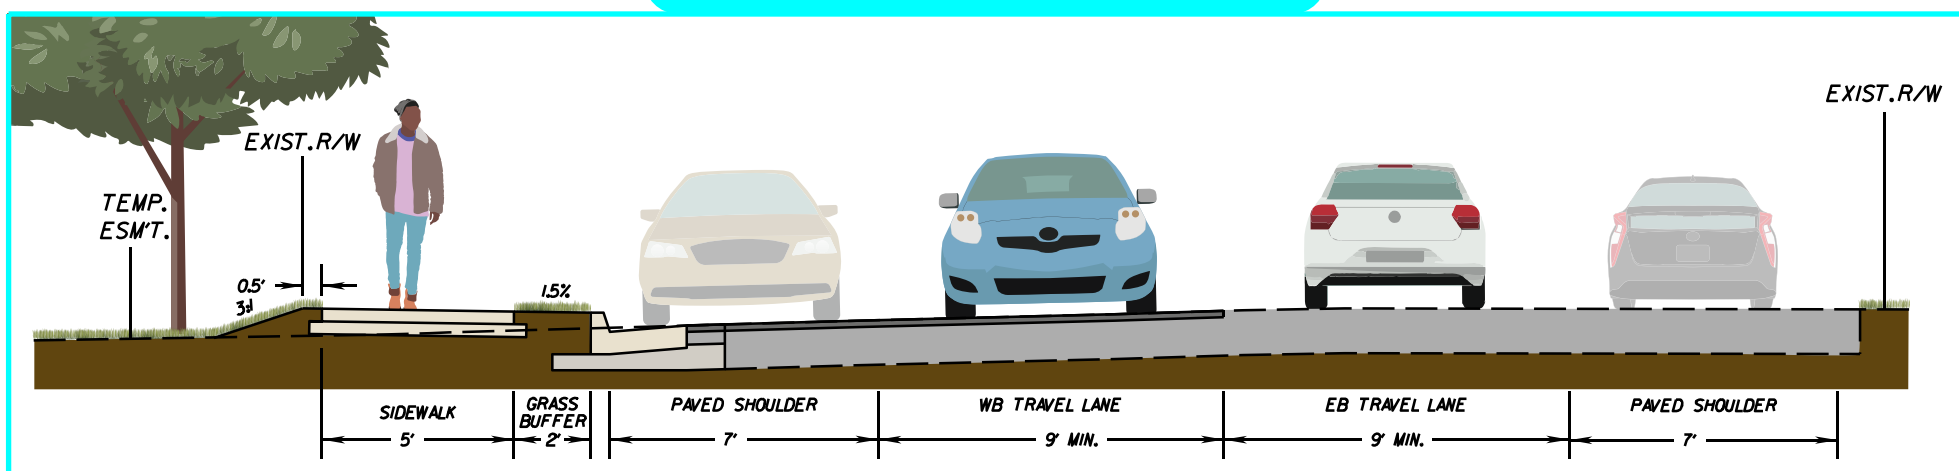 EXIST.R/W
EXIST.R/W
TEMP.
ESM'T.
0.5'
3:1
1.5%
SIDEWALK
5'
GRASS
BUFFER
2'
PAVED SHOULDER
7'
WB TRAVEL LANE
9' MIN.
EB TRAVEL LANE
9' MIN.
PAVED SHOULDER
7'